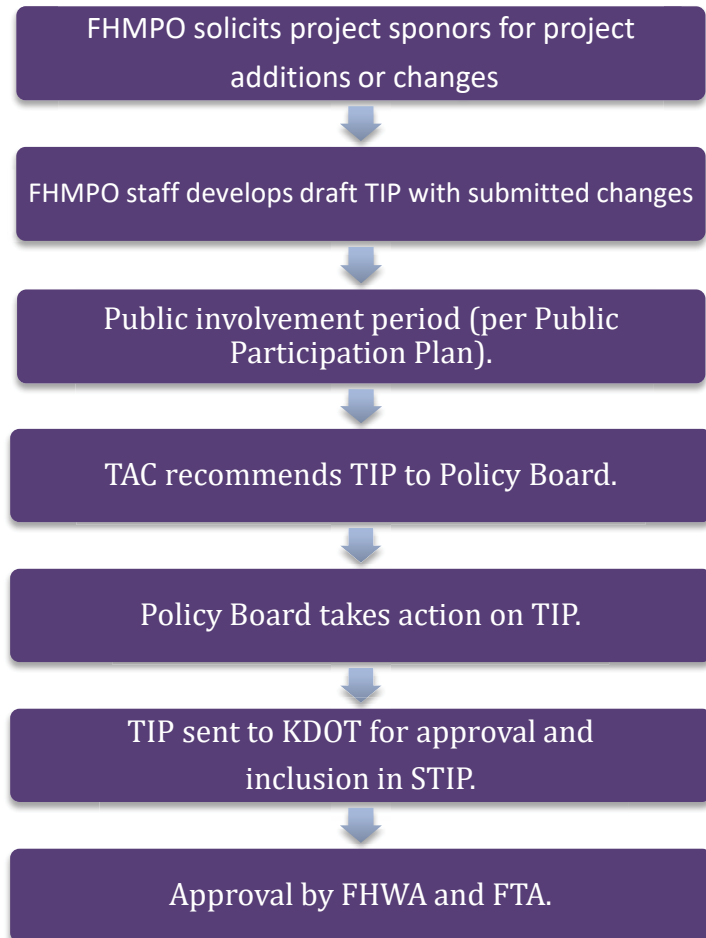 FHMPO solicits project sponors for project
additions or changes
FHMPO staff develops draft TIP with submitted changes
Public involvement period (per Public
Participation Plan).
TAC recommends TIP to Policy Board.
Policy Board takes action on TIP.
TIP sent to KDOT for approval and
inclusion in STIP.
Approval by FHWA and FTA.